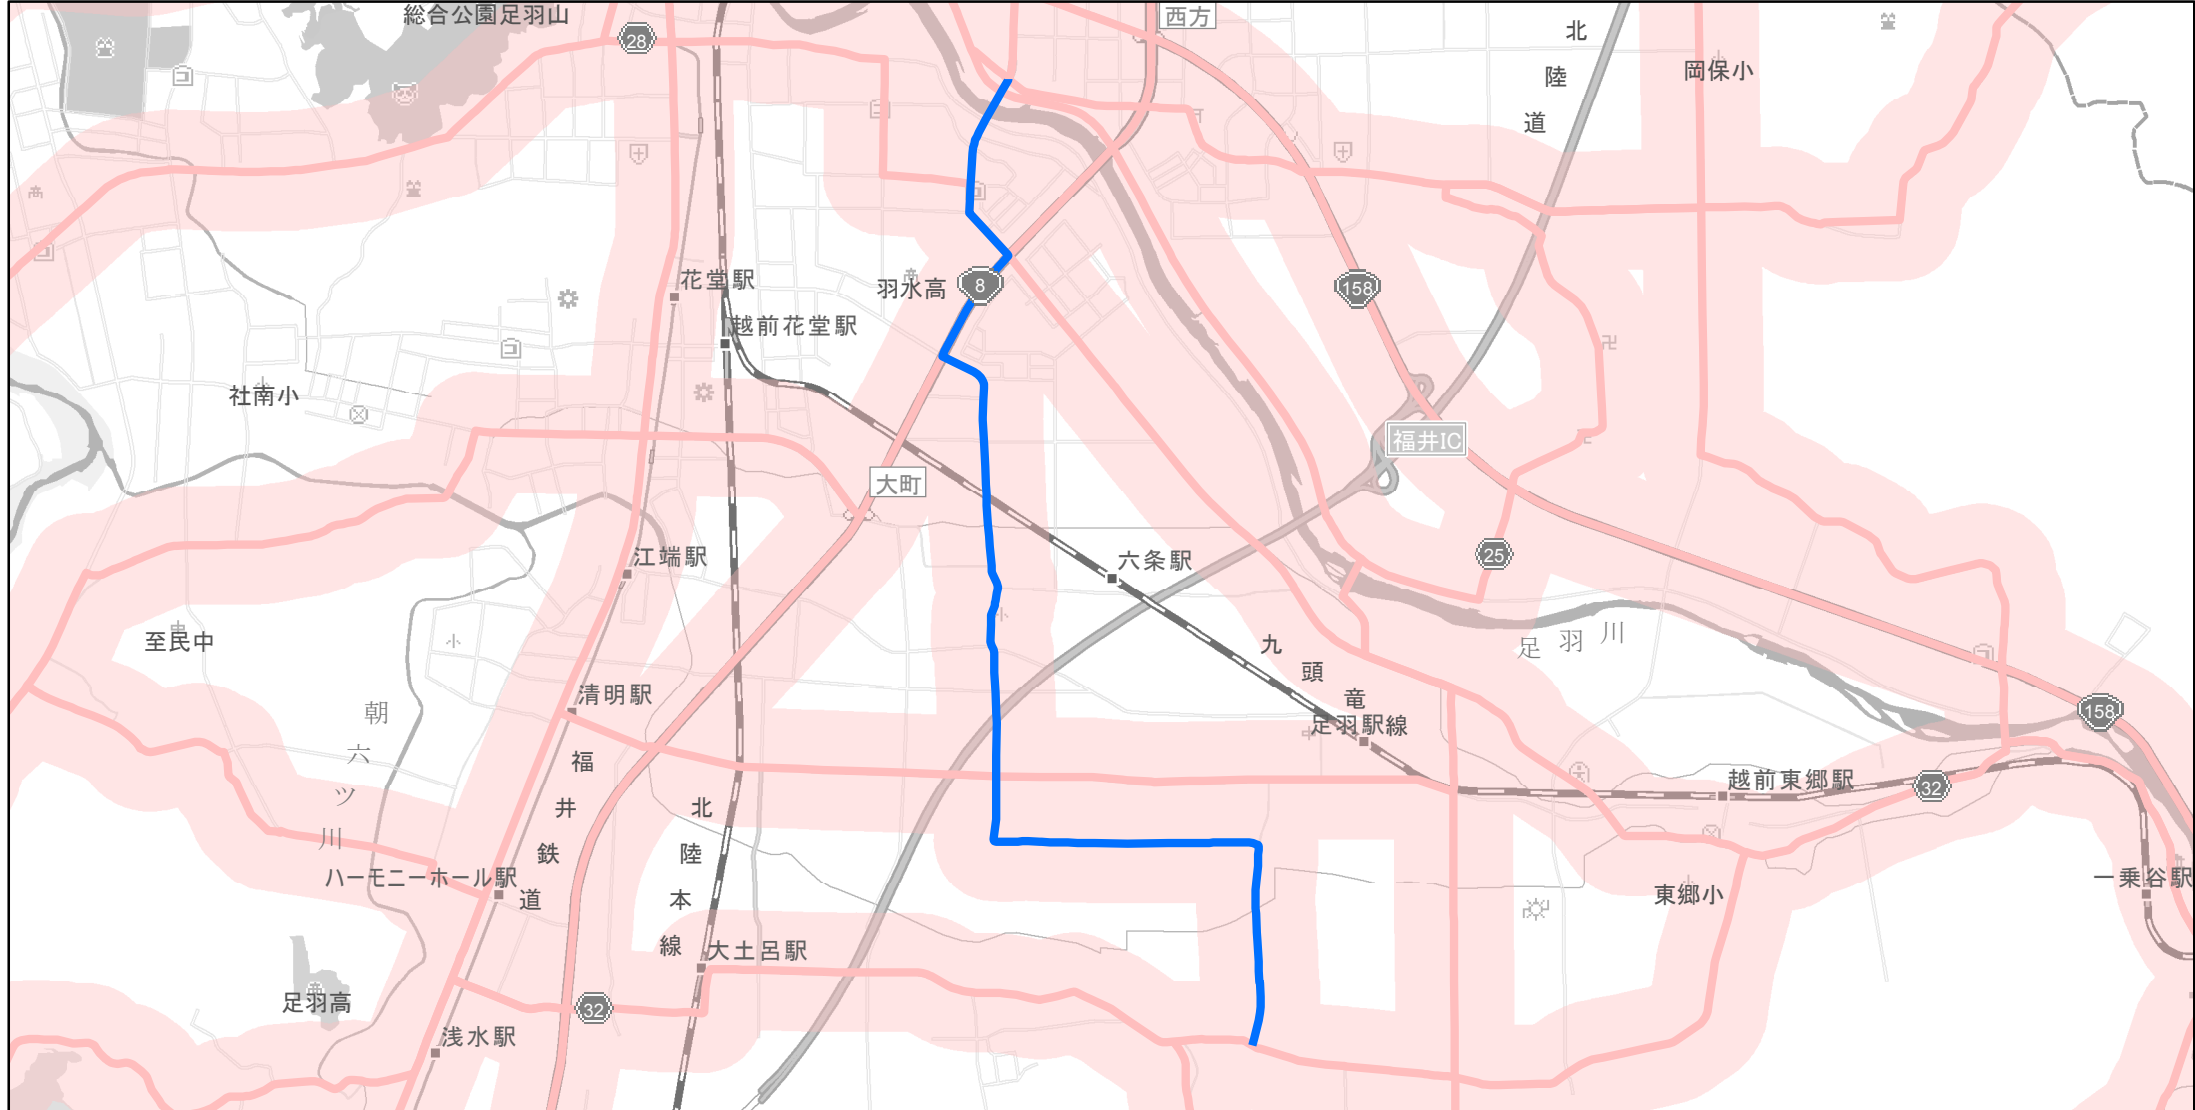 総合公園足羽山
西方
28
北陸道
岡保小
花堂駅
羽水高
8
158
越前花堂駅
社南小
福井IC
大町
江端駅
六条駅
25
至民中
足羽川
九頭竜線
清明駅
足羽駅
朝六ツ川
158
福井鉄道
越前東郷駅
32
北陸本線
ハーモニーホール駅
東郷小
一乗谷駅
大土呂駅
足羽高
32
浅水駅
小
小
中
中